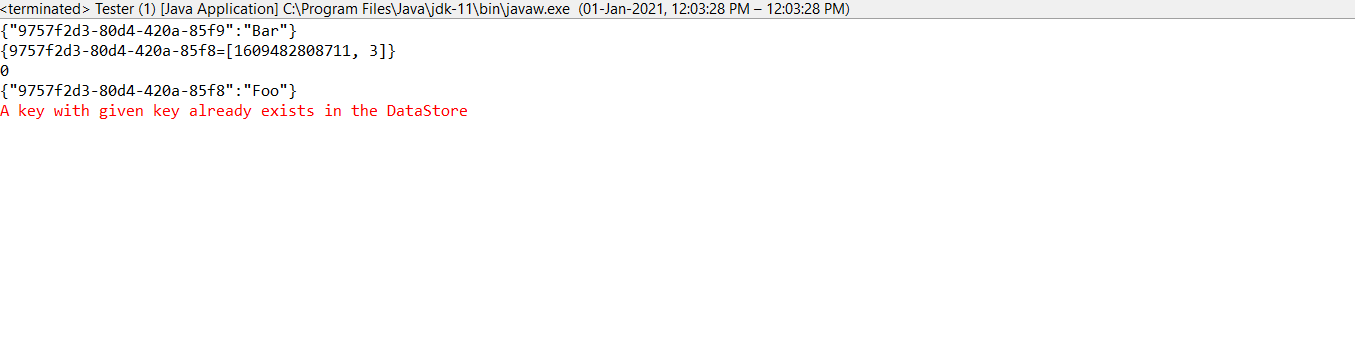 <terminated> Tester (1) [Java Application] C:\Program Files\Java\jdk-11\bin\javaw.exe (01-Jan-2021, 12:03:28 PM – 12:03:28 PM)
{"9757f2d3-80d4-420a-85f9":"Bar"}
{9757f2d3-80d4-420a-85f8=[1609482808711, 3]}
0
{"9757f2d3-80d4-420a-85f8":"Foo"}
A key with given key already exists in the DataStore